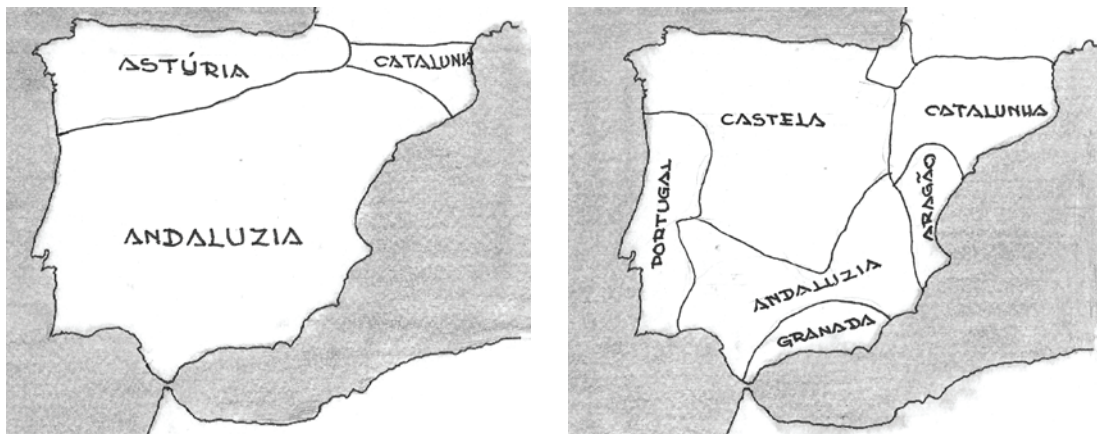 ASTÚRIA
CATALUNH
ANDALUZIA
CASTELA
CATALUNHA
PORTUGAL
ARAGÃO
ANDALUZIA
GRANADA